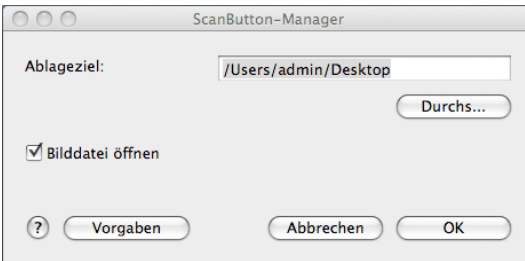 ScanButton-Manager
Ablageziel: /Users/admin/Desktop
Durchs...
Bilddatei öffnen
? Vorgaben Abbrechen OK